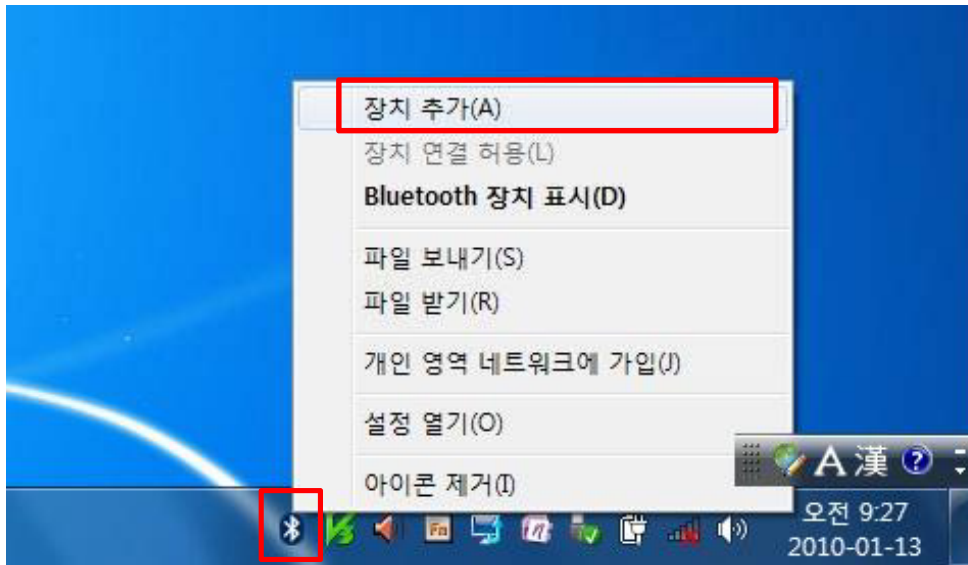 장치 추가(A)
장치 연결 허용(L)
Bluetooth 장치 표시(D)
파일 보내기(S)
파일 받기(R)
개인 영역 네트워크에 가입(J)
설정 열기(O)
아이콘 제거(I)
A 漢 ?
Fn
오전 9:27
2010-01-13